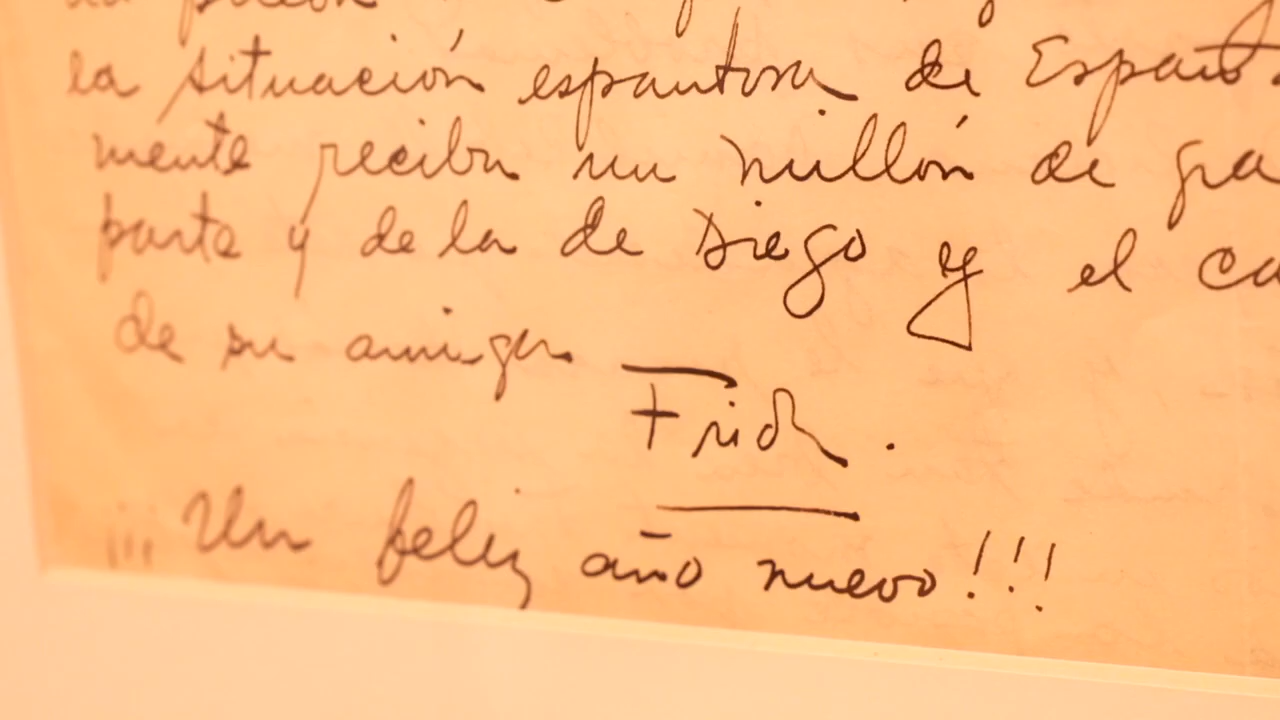 la situación espantosa de España
mente reciba un millón de gra
parte y de la de Diego y el ca
de su amiga
Frida.
¡¡¡Un feliz año nuevo!!!